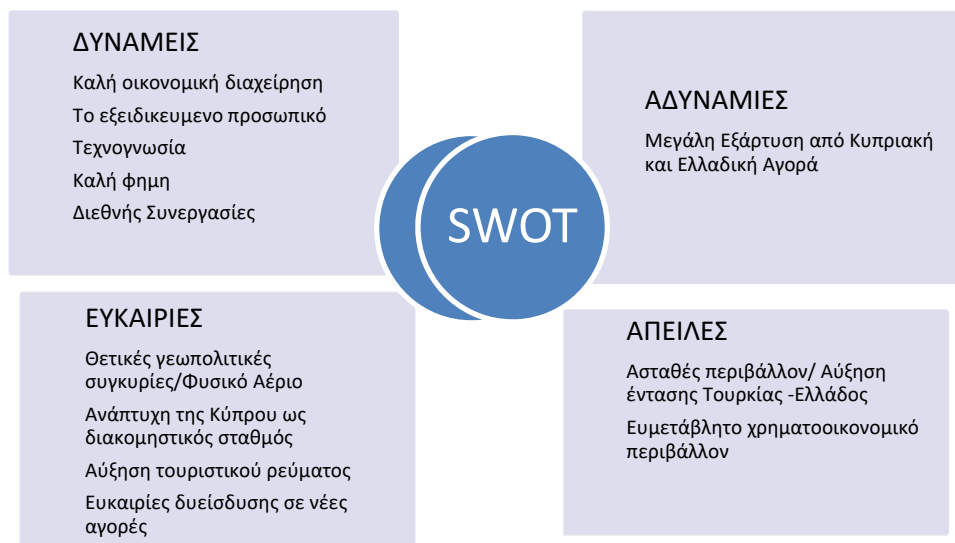 ΔΥΝΑΜΕΙΣ
Καλή οικονομική διαχείρηση
Το εξειδικευμενο προσωπικό
Τεχνογνωσία
Καλή φημη
Διεθνής Συνεργασίες
ΑΔΥΝΑΜΙΕΣ
Μεγάλη Εξάρτυση από Κυπριακή
και Ελλαδική Αγορά
SWOT
ΕΥΚΑΙΡΙΕΣ
Θετικές γεωπολιτικές
συγκυρίες/Φυσικό Αέριο
Ανάπτυχη της Κύπρου ως
διακομηστικός σταθμός
Αύξηση τουριστικού ρεύματος
Ευκαιρίες δυείσδυσης σε νέες
αγορές
ΑΠΕΙΛΕΣ
Ασταθές περιβάλλον/ Αύξηση
έντασης Τουρκίας -Ελλάδος
Ευμετάβλητο χρηματοοικονομικό
περιβάλλον